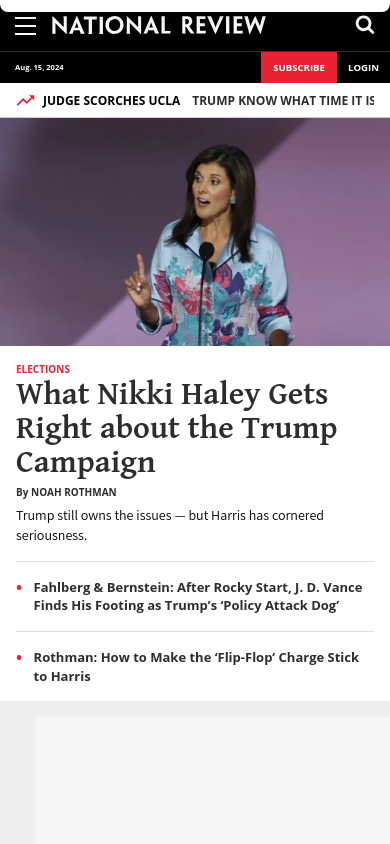 NATIONAL REVIEW
Aug. 15, 2024
SUBSCRIBE
LOGIN
JUDGE SCORCHES UCLA
TRUMP KNOW WHAT TIME IT IS
ELECTIONS
What Nikki Haley Gets
Right about the Trump
Campaign
By NOAH ROTHMAN
Trump still owns the issues — but Harris has cornered
seriousness.
• Fahlberg & Bernstein: After Rocky Start, J. D. Vance
Finds His Footing as Trump’s ‘Policy Attack Dog’
• Rothman: How to Make the ‘Flip-Flop’ Charge Stick
to Harris